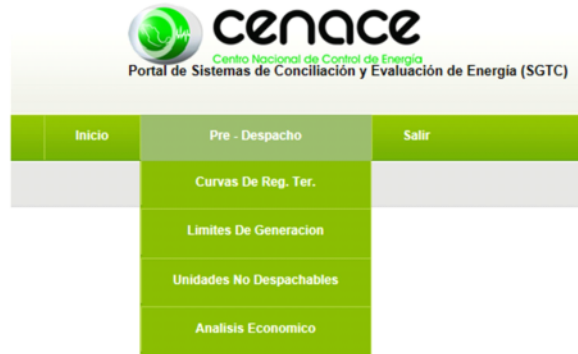 cenace
Centro Nacional de Control de Energía
Portal de Sistemas de Conciliación y Evaluación de Energía (SGTC)
Inicio Pre - Despacho Salir
Curvas De Reg. Ter.
Limites De Generacion
Unidades No Despachables
Analisis Economico